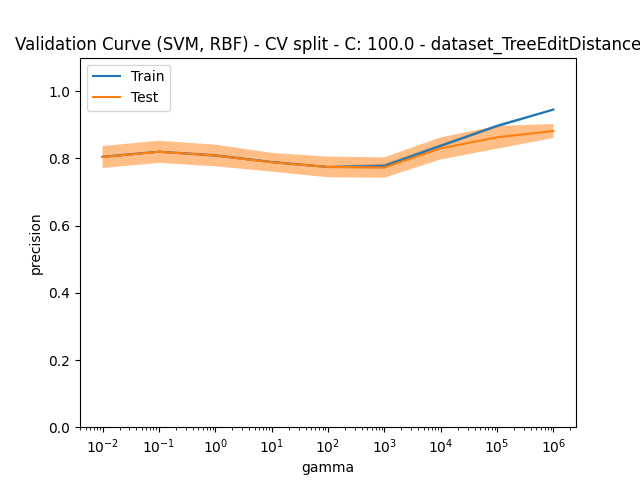 Validation Curve (SVM, RBF) - CV split - C: 100.0 - dataset_TreeEditDistance
Train
Test
1.0
0.8
0.6
0.4
0.2
0.0
precision
10⁻² 10⁻¹ 10⁰ 10¹ 10² 10³ 10⁴ 10⁵ 10⁶
gamma